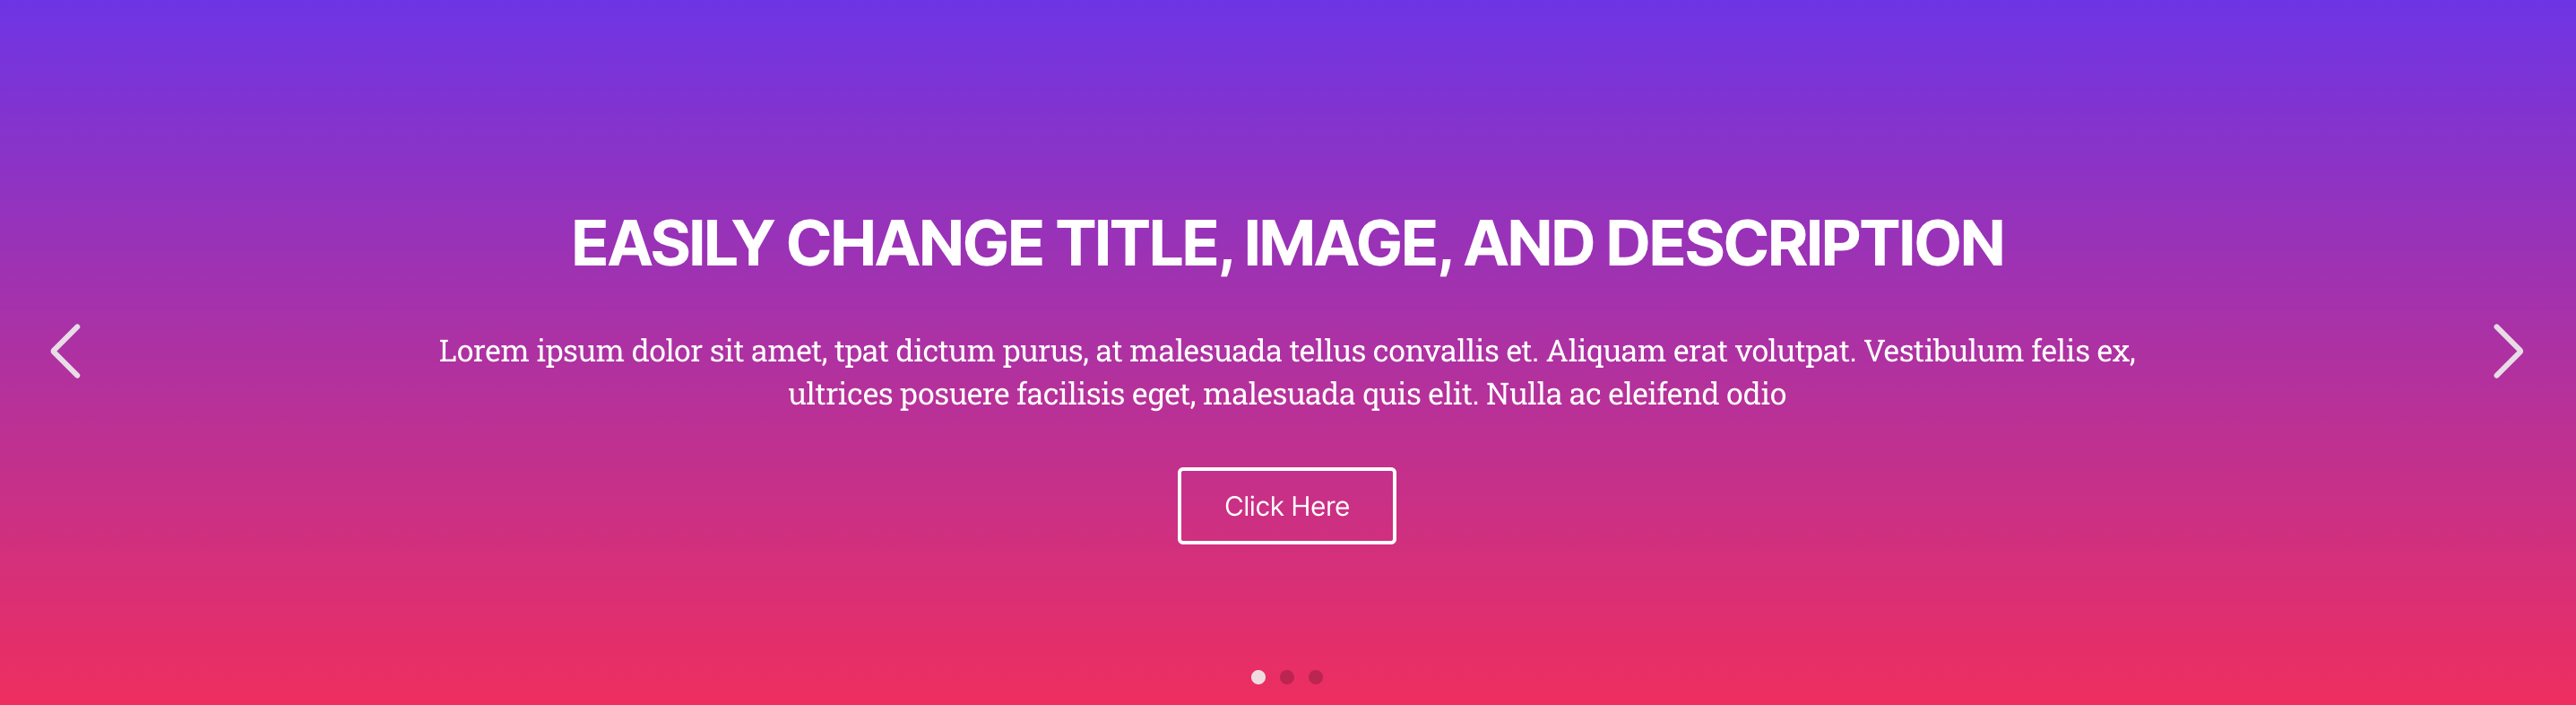 EASILY CHANGE TITLE, IMAGE, AND DESCRIPTION
Lorem ipsum dolor sit amet, tpat dictum purus, at malesuada tellus convallis et. Aliquam erat volutpat. Vestibulum felis ex,
ultrices posuere facilisis eget, malesuada quis elit. Nulla ac eleifend odio
Click Here